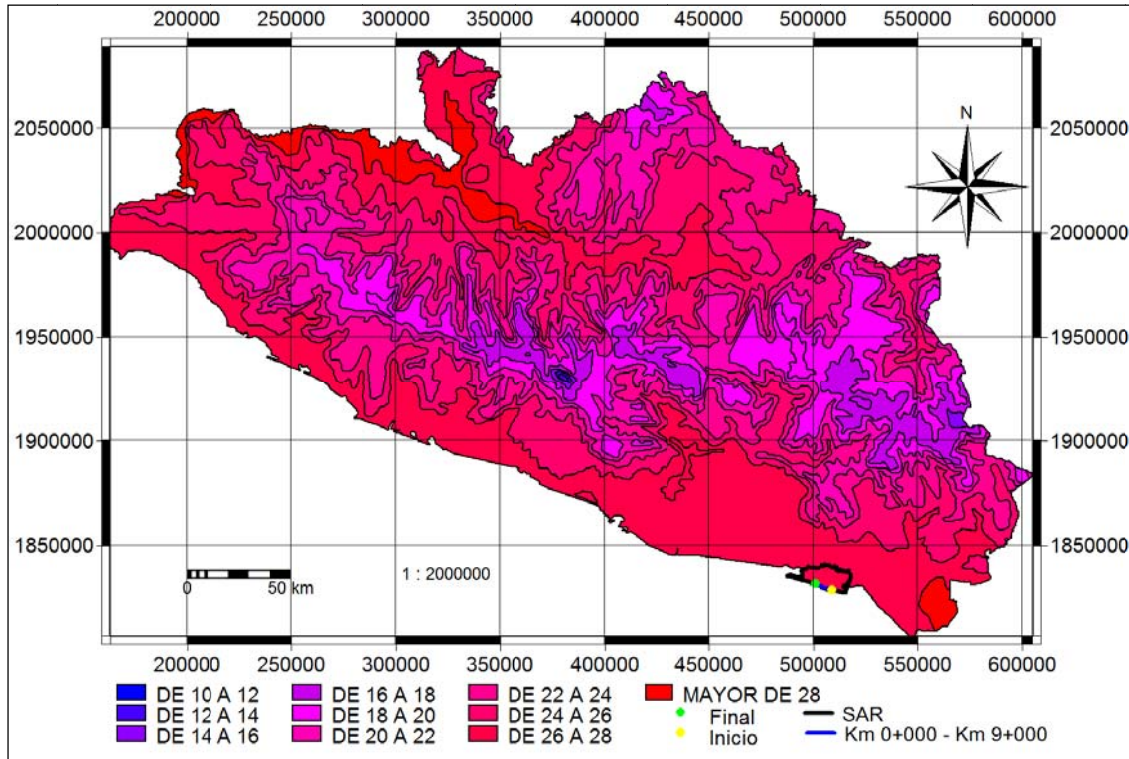 200000 250000 300000 350000 400000 450000 500000 550000 600000
N
2050000 2050000
2000000 2000000
1950000 1950000
1900000 1900000
1850000 1850000
1 : 2000000
0 50 km
200000 250000 300000 350000 400000 450000 500000 550000 600000
DE 10 A 12 DE 16 A 18 DE 22 A 24 MAYOR DE 28
DE 12 A 14 DE 18 A 20 DE 24 A 26 Final SAR
DE 14 A 16 DE 20 A 22 DE 26 A 28 Inicio Km 0+000 - Km 9+000